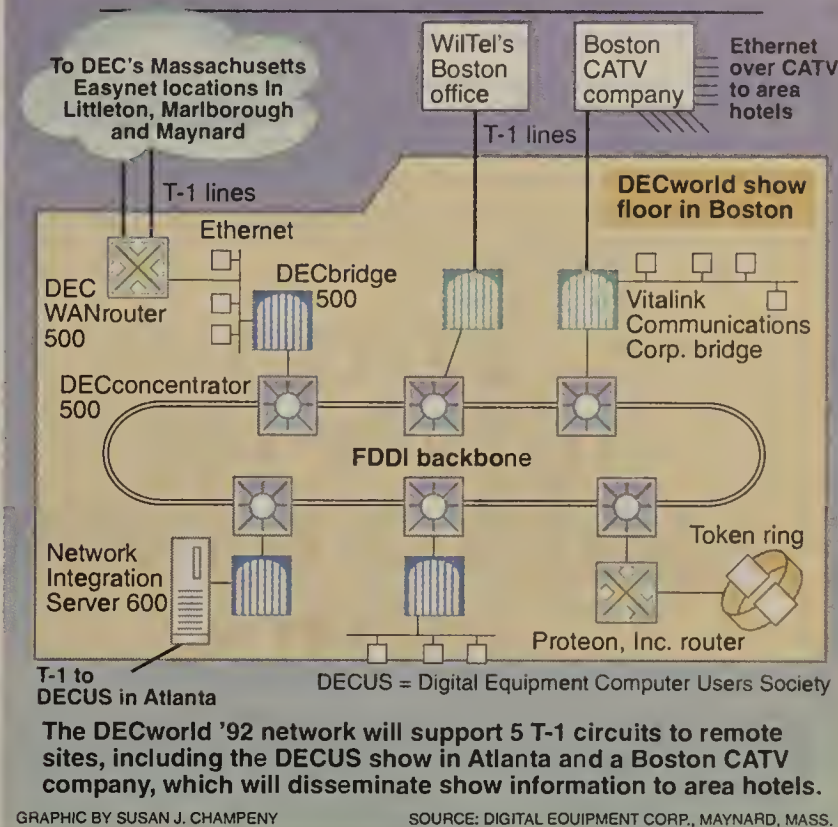 To DEC's Massachusetts
Easynet locations in
Littleton, Marlborough
and Maynard
WilTel's
Boston
office
Boston
CATV
company
Ethernet
over CATV
to area
hotels
T-1 lines
T-1 lines
DECworld show
floor in Boston
Ethernet
DEC
WANrouter
500
DECbridge
500
Vitalink
Communications
Corp. bridge
DECconcentrator
500
FDDI backbone
Network
Integration
Server 600
Token ring
Proteon, Inc. router
T-1 to
DECUS in Atlanta
DECUS = Digital Equipment Computer Users Society
The DECworld '92 network will support 5 T-1 circuits to remote
sites, including the DECUS show in Atlanta and a Boston CATV
company, which will disseminate show information to area hotels.
GRAPHIC BY SUSAN J. CHAMPENY
SOURCE: DIGITAL EQUIPMENT CORP., MAYNARD, MASS.